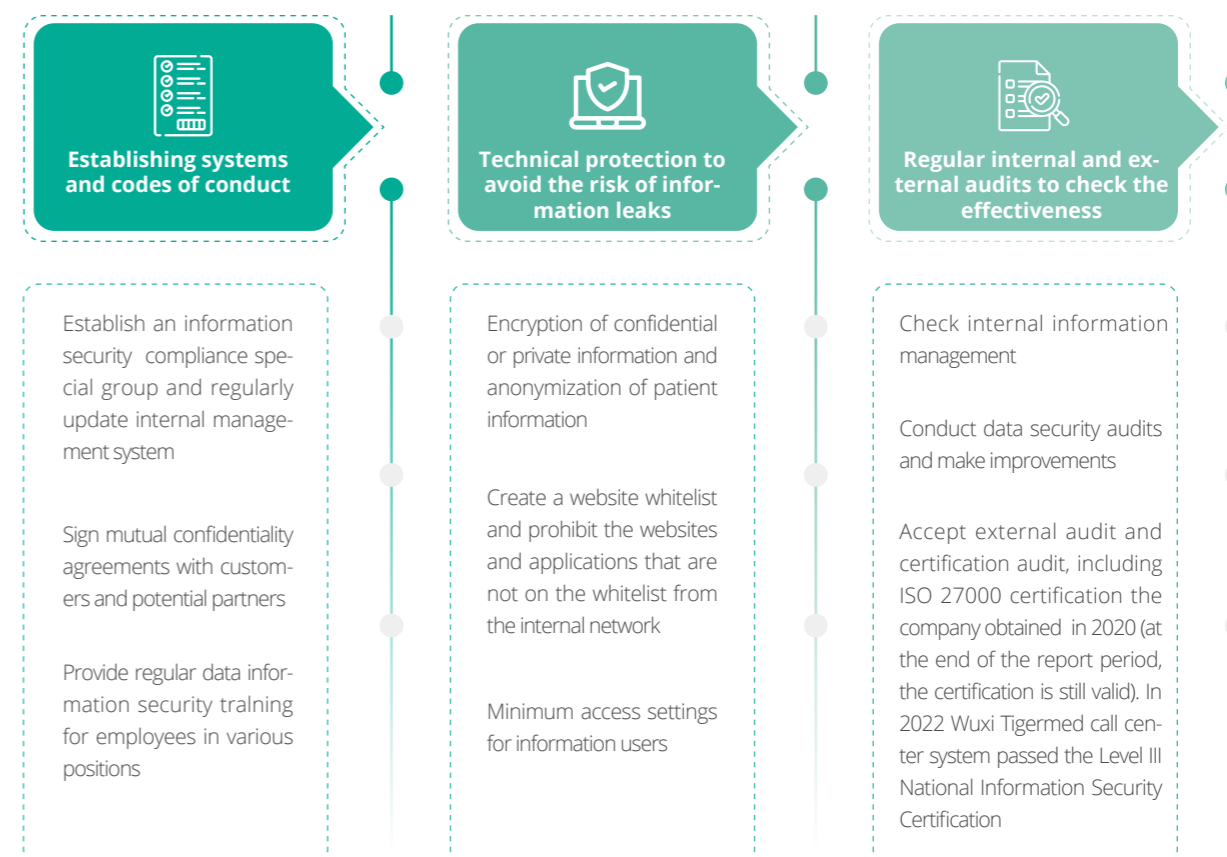 Establishing systems
and codes of conduct
Establish an information
security compliance spe-
cial group and regularly
update internal manage-
ment system
Sign mutual confidentiality
agreements with custom-
ers and potential partners
Provide regular data infor-
mation security tralning
for employees in various
positions
Technical protection to
avoid the risk of infor-
mation leaks
Encryption of confidential
or private information and
anonymization of patient
information
Create a website whitelist
and prohibit the websites
and applications that are
not on the whitelist from
the internal network
Minimum access settings
for information users
Regular internal and ex-
ternal audits to check the
effectiveness
Check internal information
management
Conduct data security audits
and make improvements
Accept external audit and
certification audit, including
ISO 27000 certification the
company obtained in 2020 (at
the end of the report period,
the certification is still valid). In
2022 Wuxi Tigermed call cen-
ter system passed the Level III
National Information Security
Certification